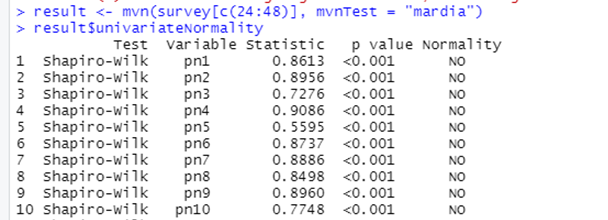 > result <- mvn(survey[c(24:48)], mvnTest = "mardia")
> result$univariateNormality
Test Variable Statistic p value Normality
1 Shapiro-Wilk pn1 0.8613 <0.001 NO
2 Shapiro-Wilk pn2 0.8956 <0.001 NO
3 Shapiro-Wilk pn3 0.7276 <0.001 NO
4 Shapiro-Wilk pn4 0.9086 <0.001 NO
5 Shapiro-Wilk pn5 0.5595 <0.001 NO
6 Shapiro-Wilk pn6 0.8737 <0.001 NO
7 Shapiro-Wilk pn7 0.8886 <0.001 NO
8 Shapiro-Wilk pn8 0.8498 <0.001 NO
9 Shapiro-Wilk pn9 0.8960 <0.001 NO
10 Shapiro-Wilk pn10 0.7748 <0.001 NO